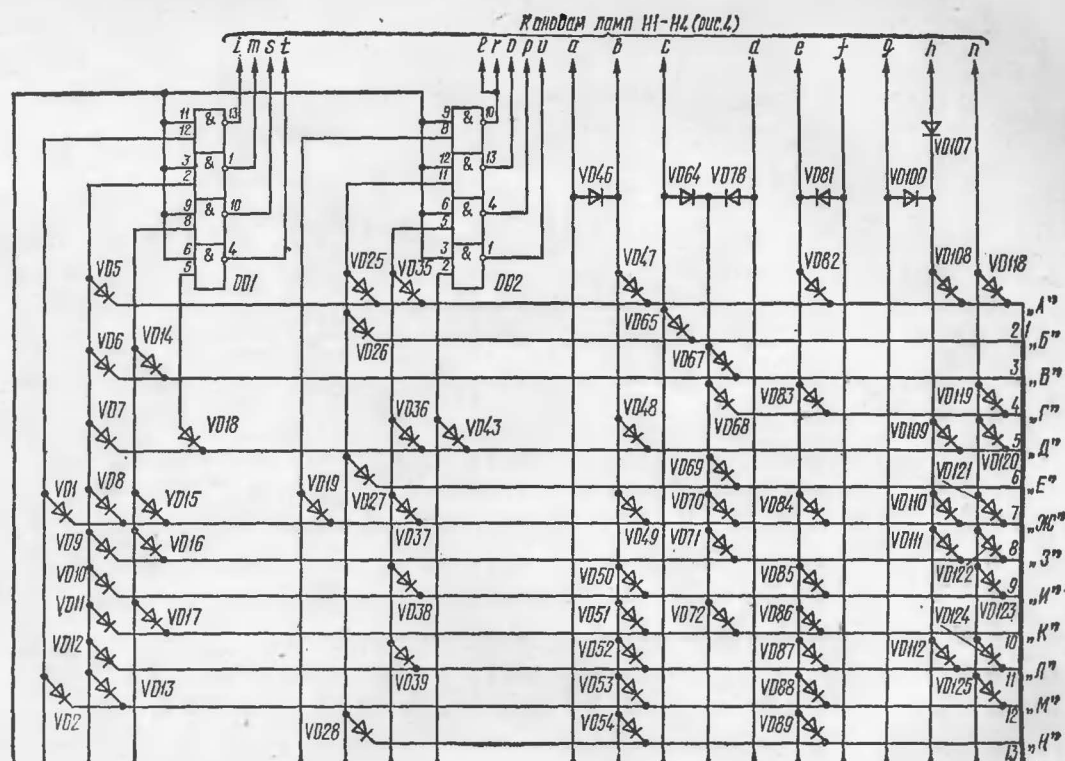 К анодам ламп Н1-Н4 (рис.4)
i m s t l r o p u a b c d e f g h n
11 & 13 9 & 10
12 8
VD107
3 & 1 12 & 13
2 11
VD46 VD64 VD78 VD81 VD100
9 & 10 6 & 4
8 5
6 & 4 3 & 1
5 2
VD5 DD1 VD25 VD35 DD2 VD47 VD82 VD108 VD118
„А"
VD6 VD14 VD26 VD65 1
2 „Б"
VD67
3 „В"
VD7 VD36 VD48 VD83 VD119
4 „Г"
VD18 VD43 VD68 VD109
5 „Д"
VD120
VD1 VD8 VD15 VD19 VD27 VD69 VD121
6 „Е"
VD70 VD84 VD110
7 „Ж"
VD9 VD16 VD37 VD49 VD71 VD111
8 „З"
VD10 VD50 VD85 VD122
9 „И"
VD11 VD17 VD38 VD51 VD72 VD86 VD124 VD123
10 „К"
VD12 VD52 VD87 VD112
11 „Л"
VD13 VD39 VD53 VD88 VD125
12 „М"
VD2 VD28 VD54 VD89
13 „Н"